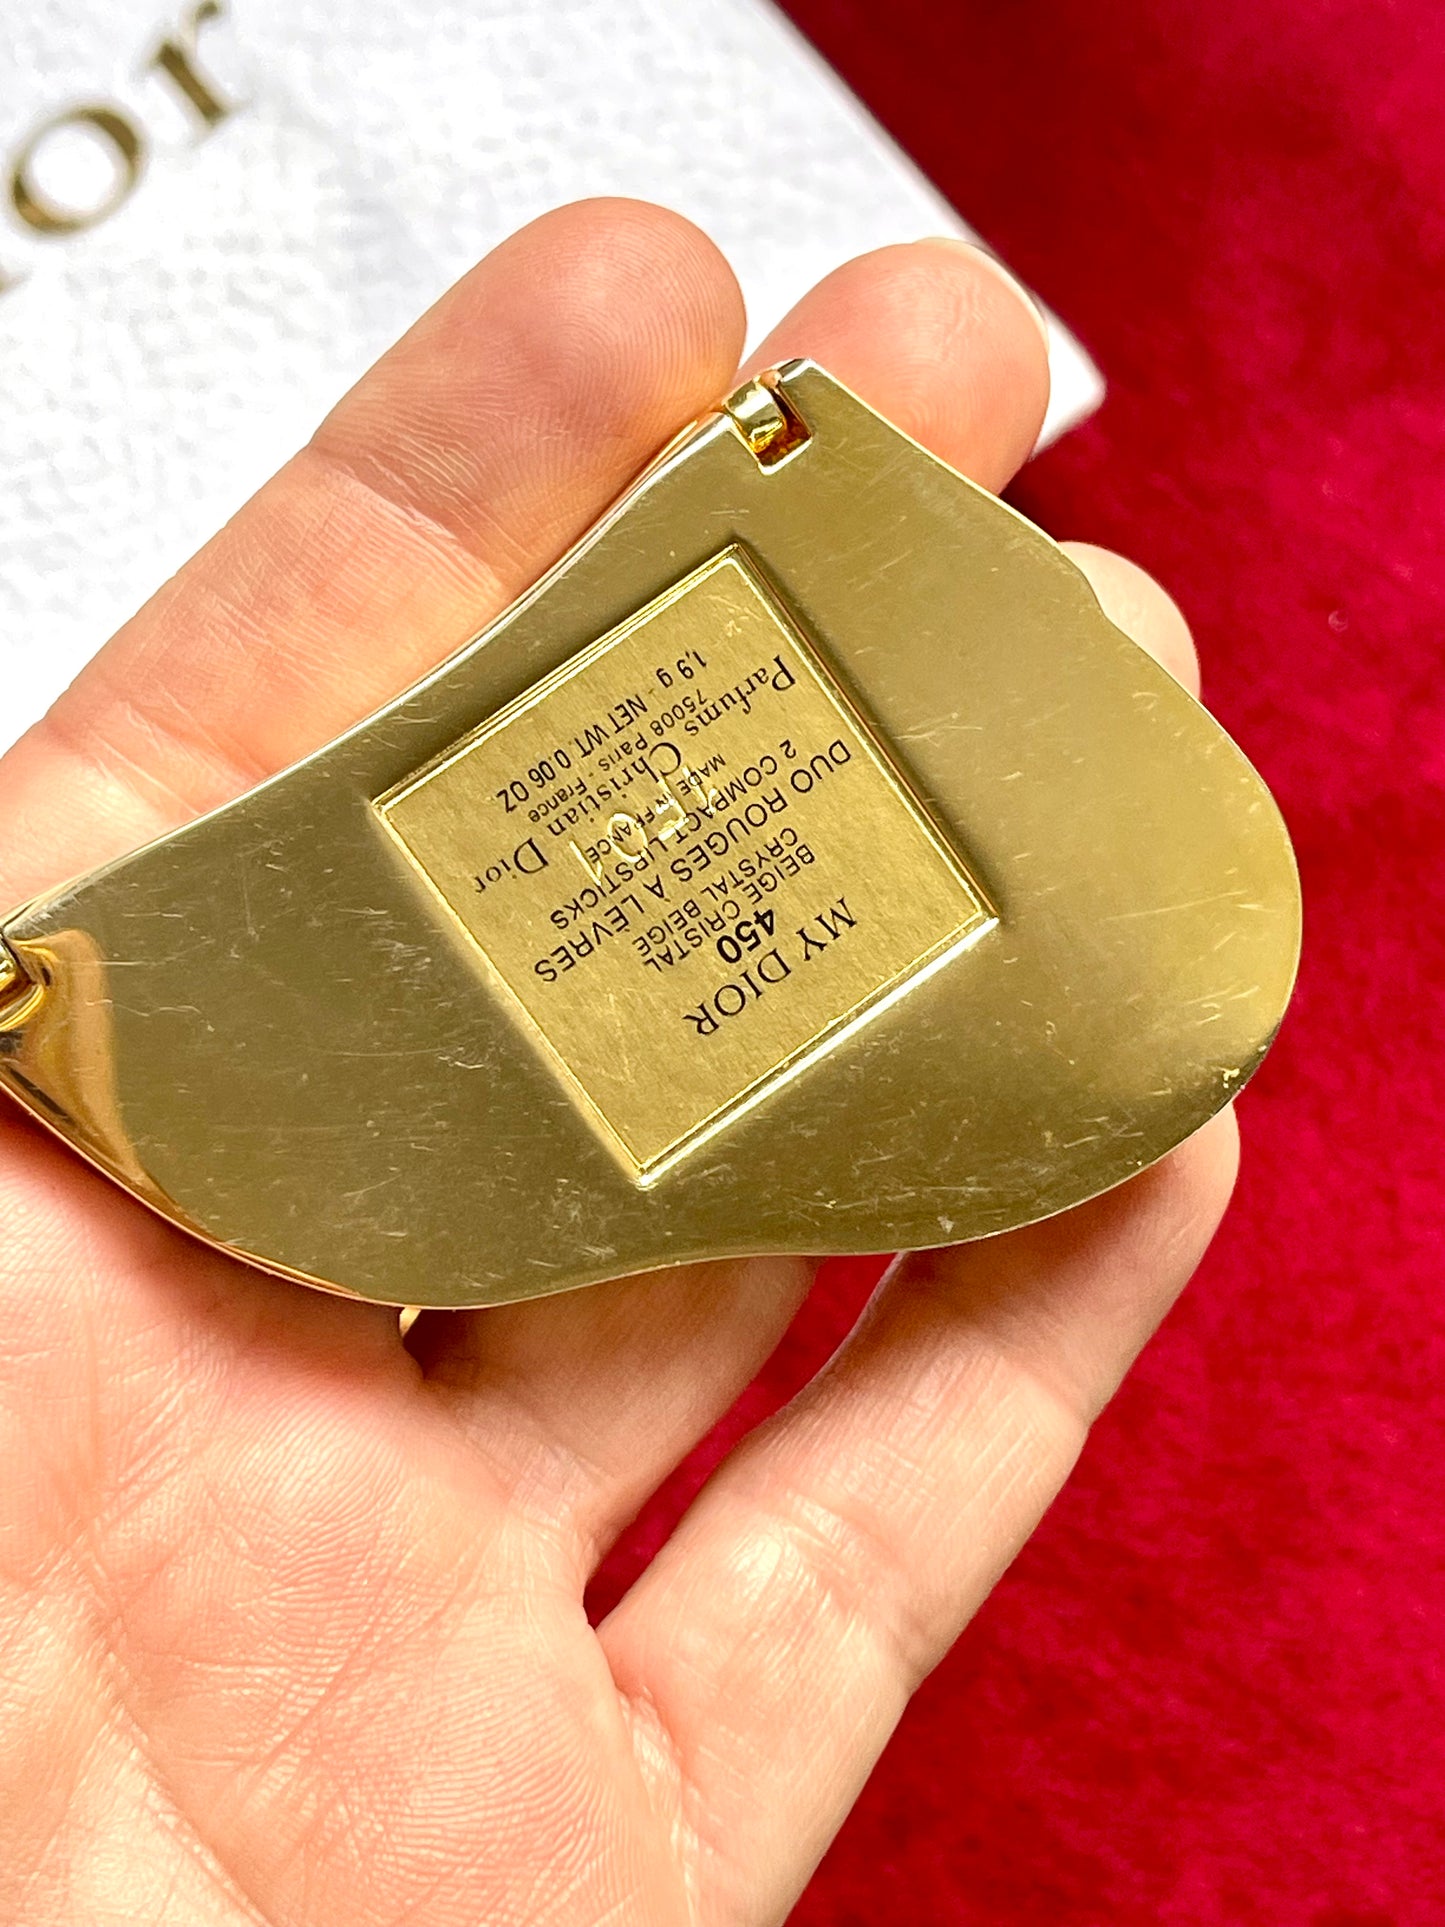 ior
MY DIOR
450
BEIGE CRISTAL
CRYSTAL BEIGE
DUO ROUGES À LÈVRES
2 COMPACT LIPSTICKS
MADE IN FRANCE
Parfums Christian Dior
75008 Paris - France
1,9 g - NET WT. 0.06 OZ